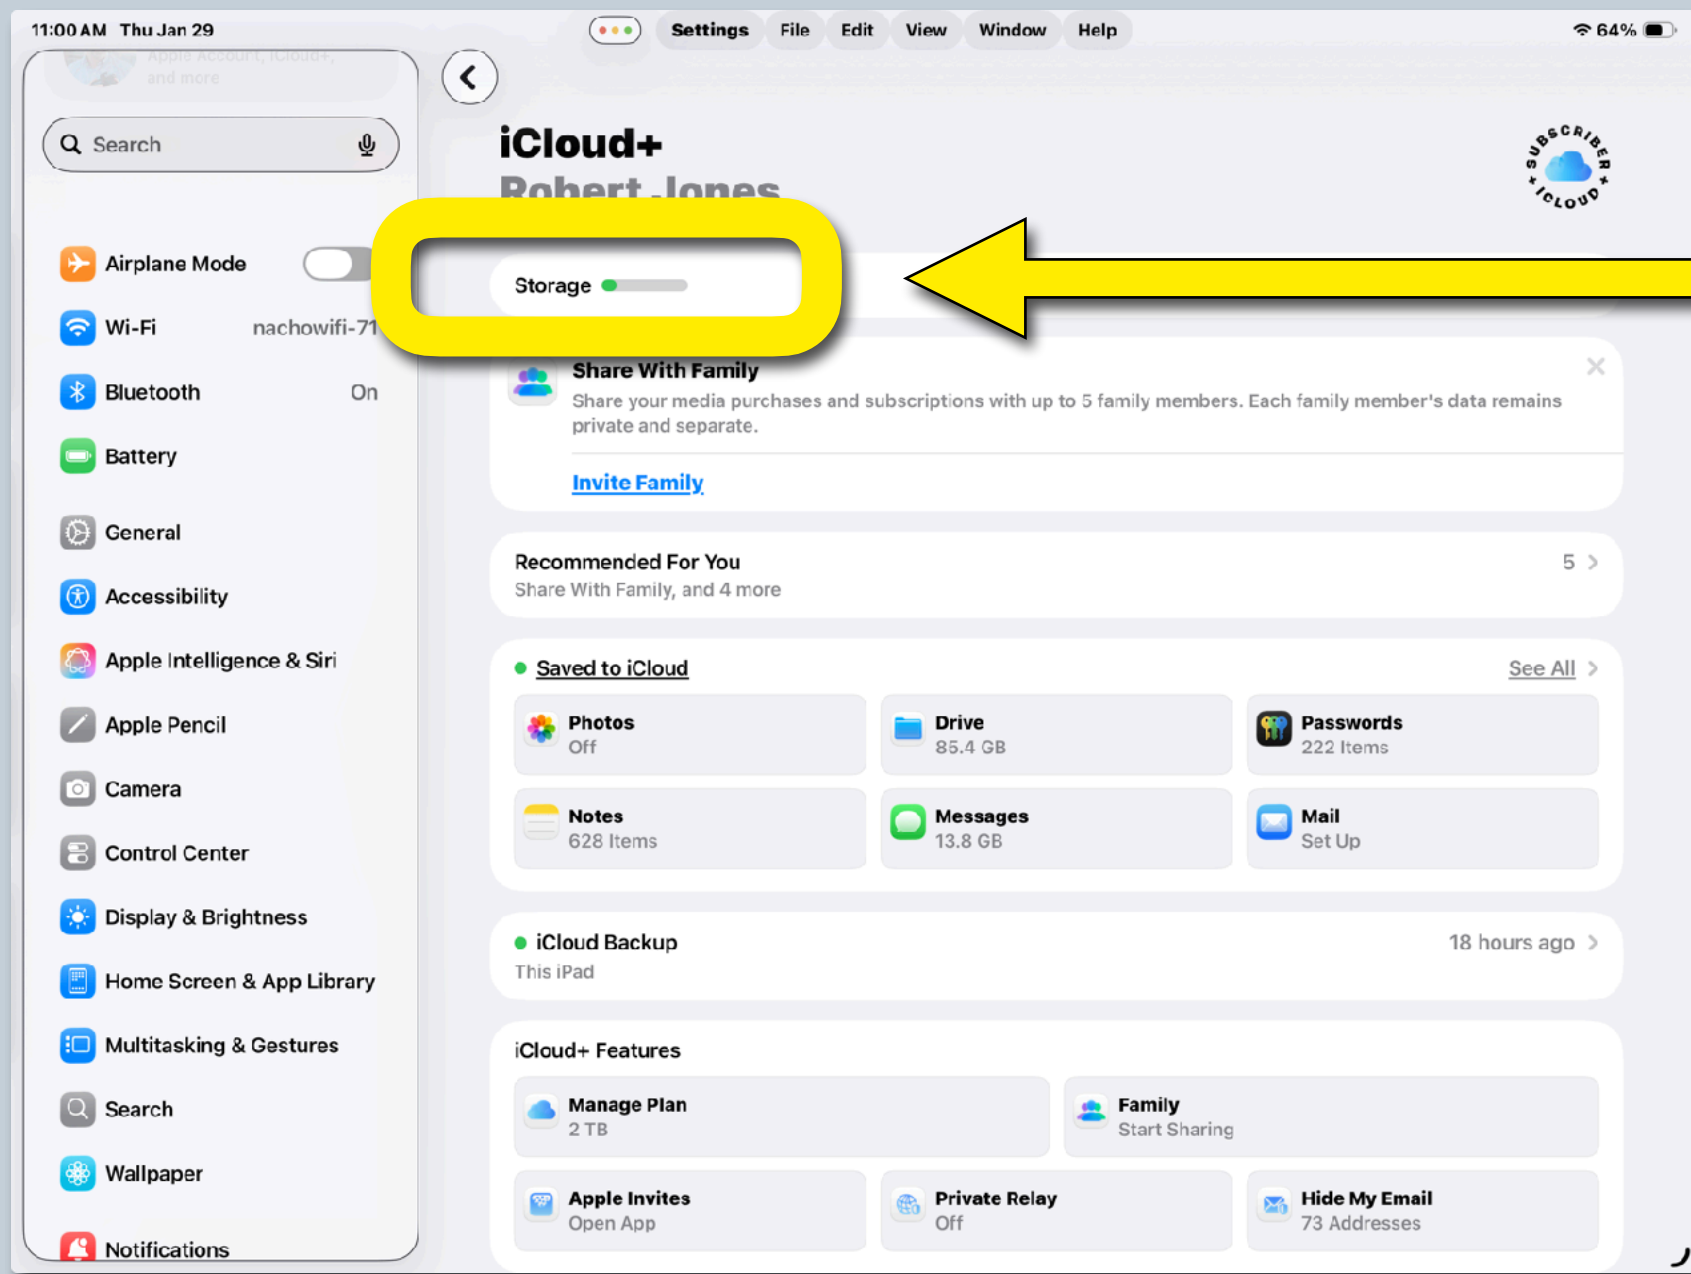 11:00 AM Thu Jan 29
Settings File Edit View Window Help
64%
Apple Account, iCloud+,
and more
Search
Airplane Mode
Wi-Fi nachowifi-71
Bluetooth On
Battery
General
Accessibility
Apple Intelligence & Siri
Apple Pencil
Camera
Control Center
Display & Brightness
Home Screen & App Library
Multitasking & Gestures
Search
Wallpaper
Notifications
iCloud+
Robert Jones
SUBSCRIBER
ICLOUD
Storage
Share With Family
Share your media purchases and subscriptions with up to 5 family members. Each family member's data remains
private and separate.
Invite Family
Recommended For You 5
Share With Family, and 4 more
Saved to iCloud See All
Photos
Off
Drive
85.4 GB
Passwords
222 Items
Notes
628 Items
Messages
13.8 GB
Mail
Set Up
iCloud Backup 18 hours ago
This iPad
iCloud+ Features
Manage Plan
2 TB
Family
Start Sharing
Apple Invites
Open App
Private Relay
Off
Hide My Email
73 Addresses